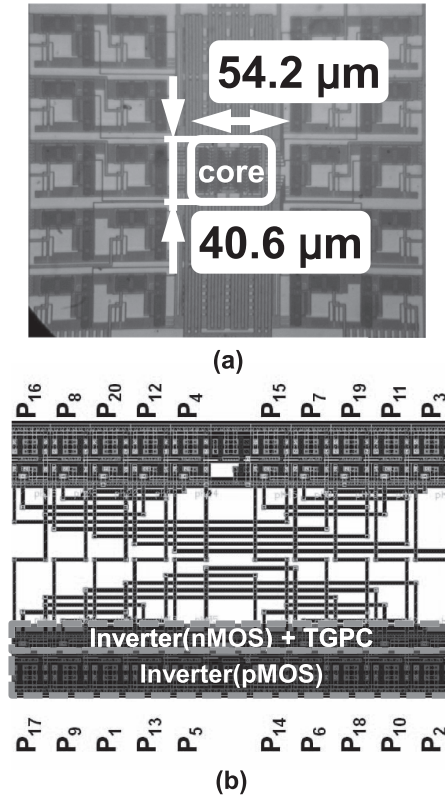 54.2 μm
core
40.6 μm
(a)
P16 P8 P20 P12 P4 P15 P7 P19 P11 P3
Inverter(nMOS) + TGPC
Inverter(pMOS)
P17 P9 P1 P13 P5 P14 P6 P18 P10 P2
(b)